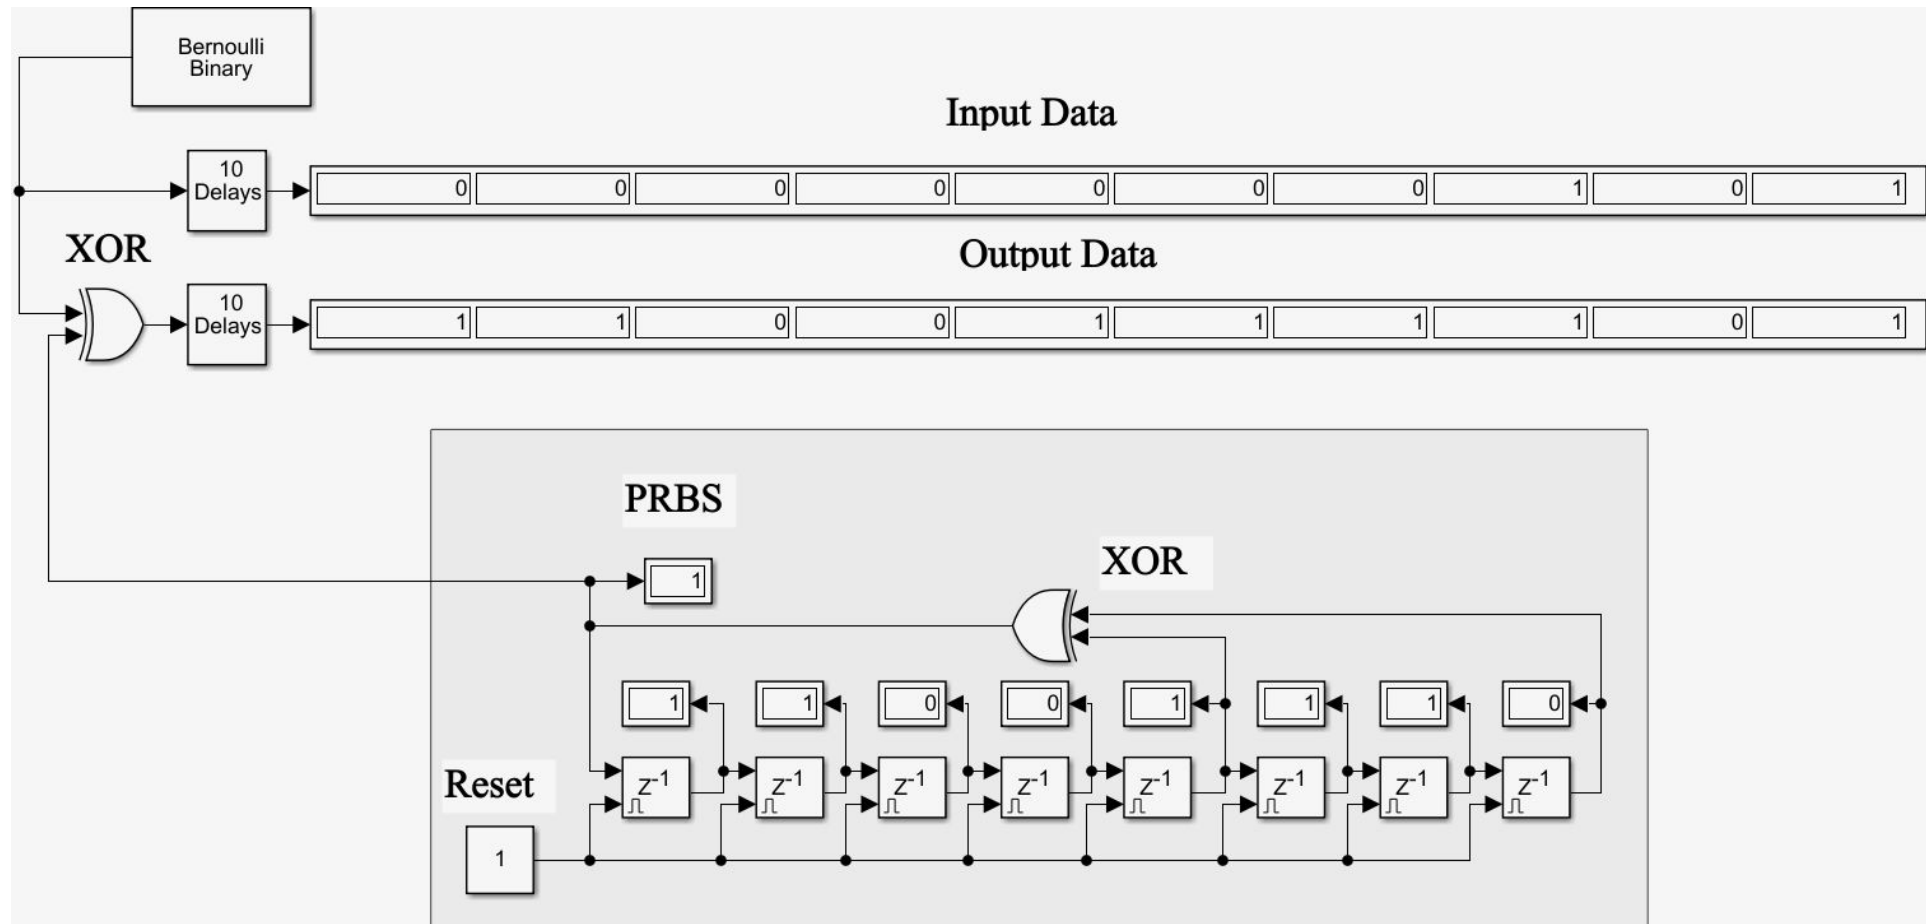 Bernoulli
Binary
Input Data
10
Delays
0 0 0 0 0 0 0 1 0 1
XOR
Output Data
10
Delays
1 1 0 0 1 1 1 1 0 1
PRBS
1
XOR
1 1 0 0 1 1 1 0
Reset
Z-1 Z-1 Z-1 Z-1 Z-1 Z-1 Z-1 Z-1
1